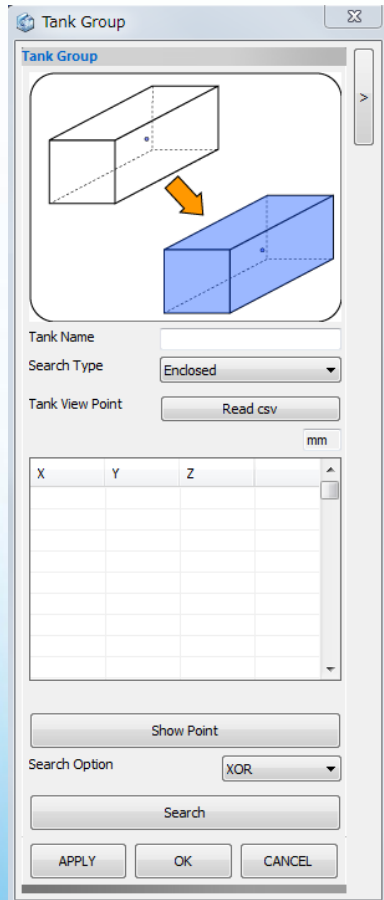 Tank Group
Tank Group
>
Tank Name
Search Type Enclosed
Tank View Point Read csv
mm
X Y Z
Show Point
Search Option XOR
Search
APPLY OK CANCEL